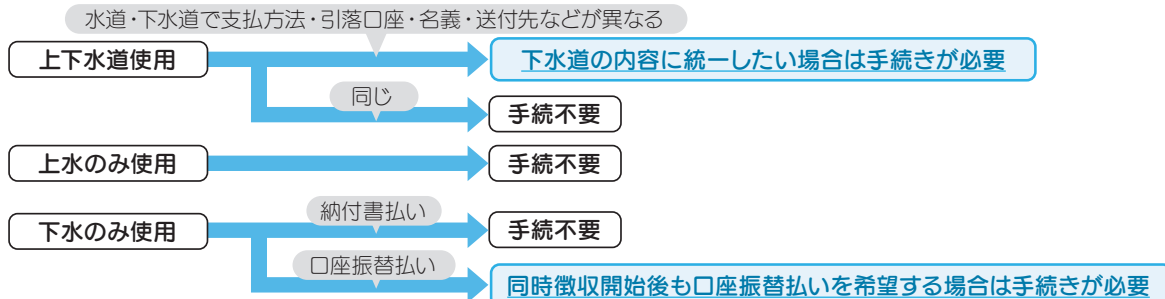 水道・下水道で支払方法・引落口座・名義・送付先などが異なる
上下水道使用
下水道の内容に統一したい場合は手続きが必要
同じ
手続不要
上水のみ使用
手続不要
下水のみ使用
納付書払い
手続不要
口座振替払い
同時徴収開始後も口座振替払いを希望する場合は手続きが必要